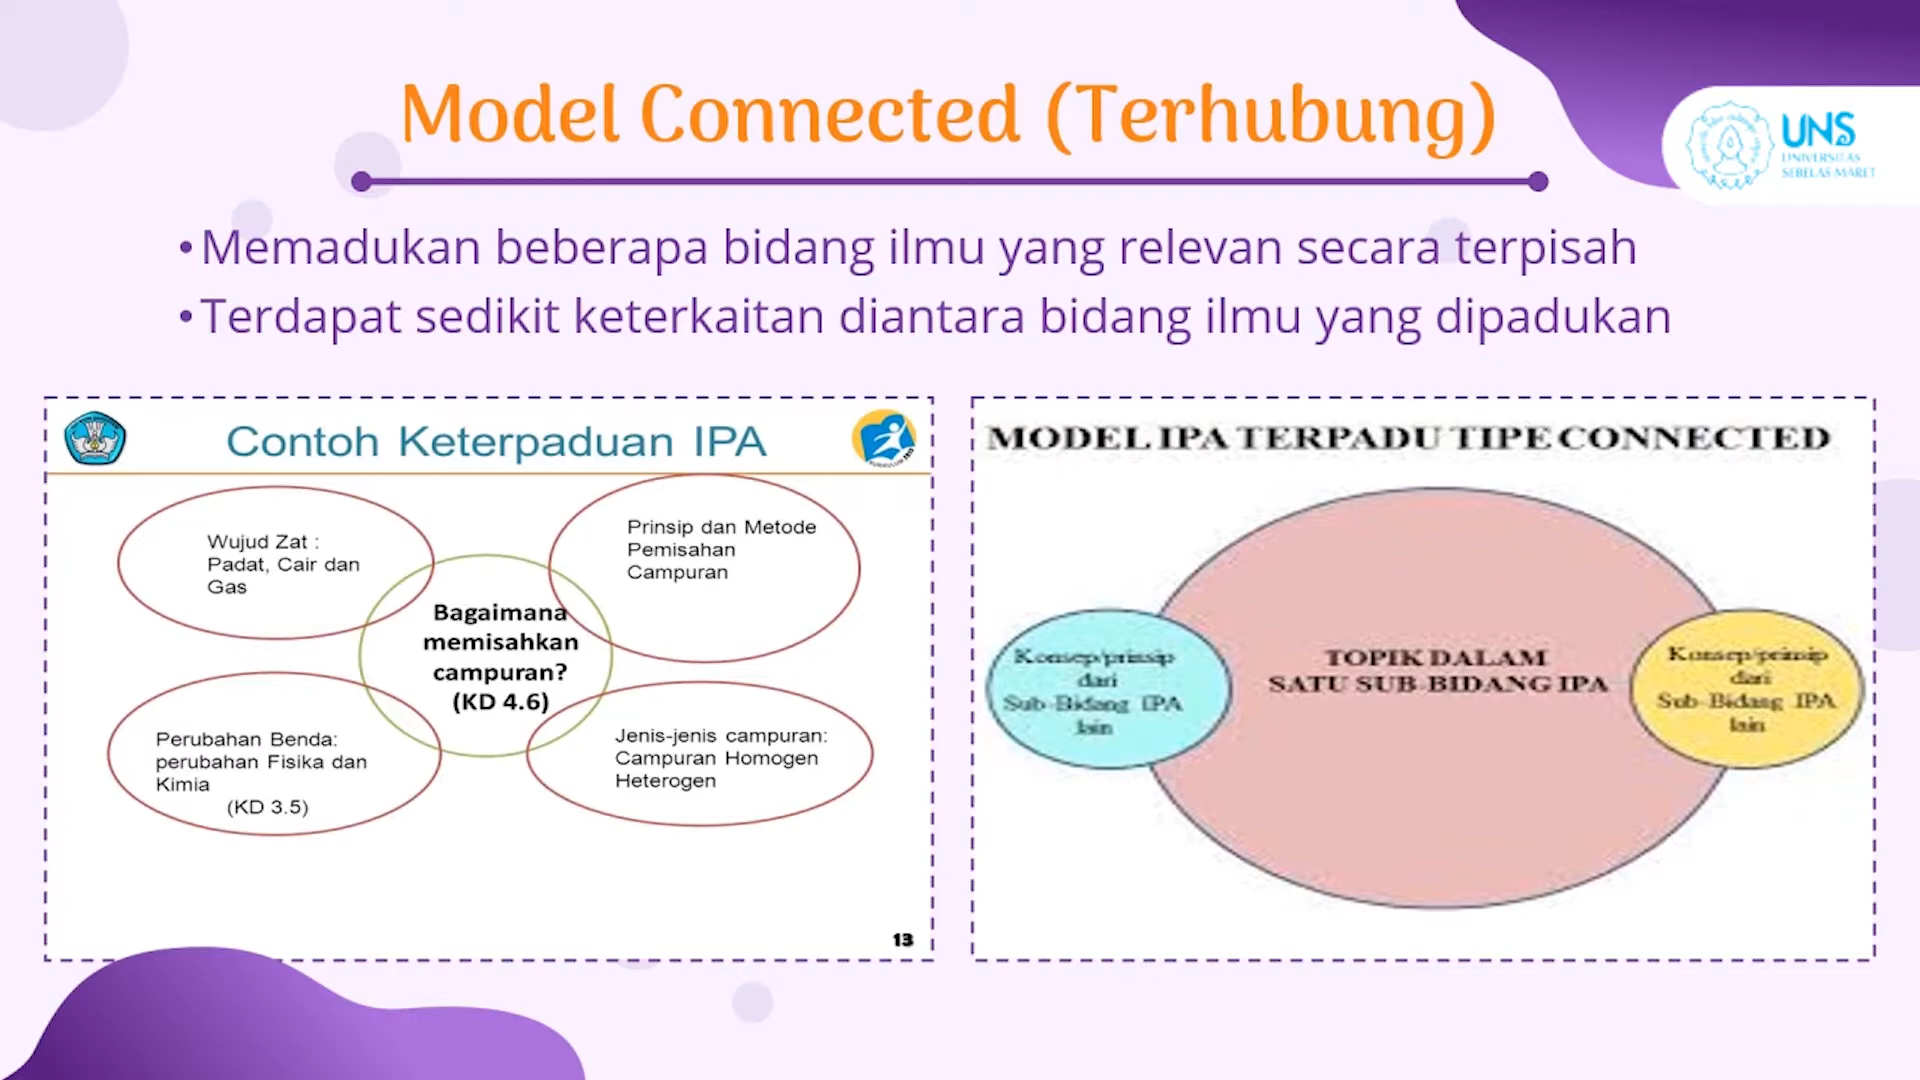 Model Connected (Terhubung)
UNS
UNIVERSITAS
SEBELAS MARET
•Memadukan beberapa bidang ilmu yang relevan secara terpisah
•Terdapat sedikit keterkaitan diantara bidang ilmu yang dipadukan
Contoh Keterpaduan IPA
Wujud Zat :
Padat, Cair dan
Gas
Prinsip dan Metode
Pemisahan
Campuran
Bagaimana
memisahkan
campuran?
(KD 4.6)
Perubahan Benda:
perubahan Fisika dan
Kimia
(KD 3.5)
Jenis-jenis campuran:
Campuran Homogen
Heterogen
13
MODEL IPA TERPADU TIPE CONNECTED
Konsep/prinsip
dari
Sub-Bidang IPA
lain
TOPIK DALAM
SATU SUB-BIDANG IPA
Konsep/prinsip
dari
Sub-Bidang IPA
lain